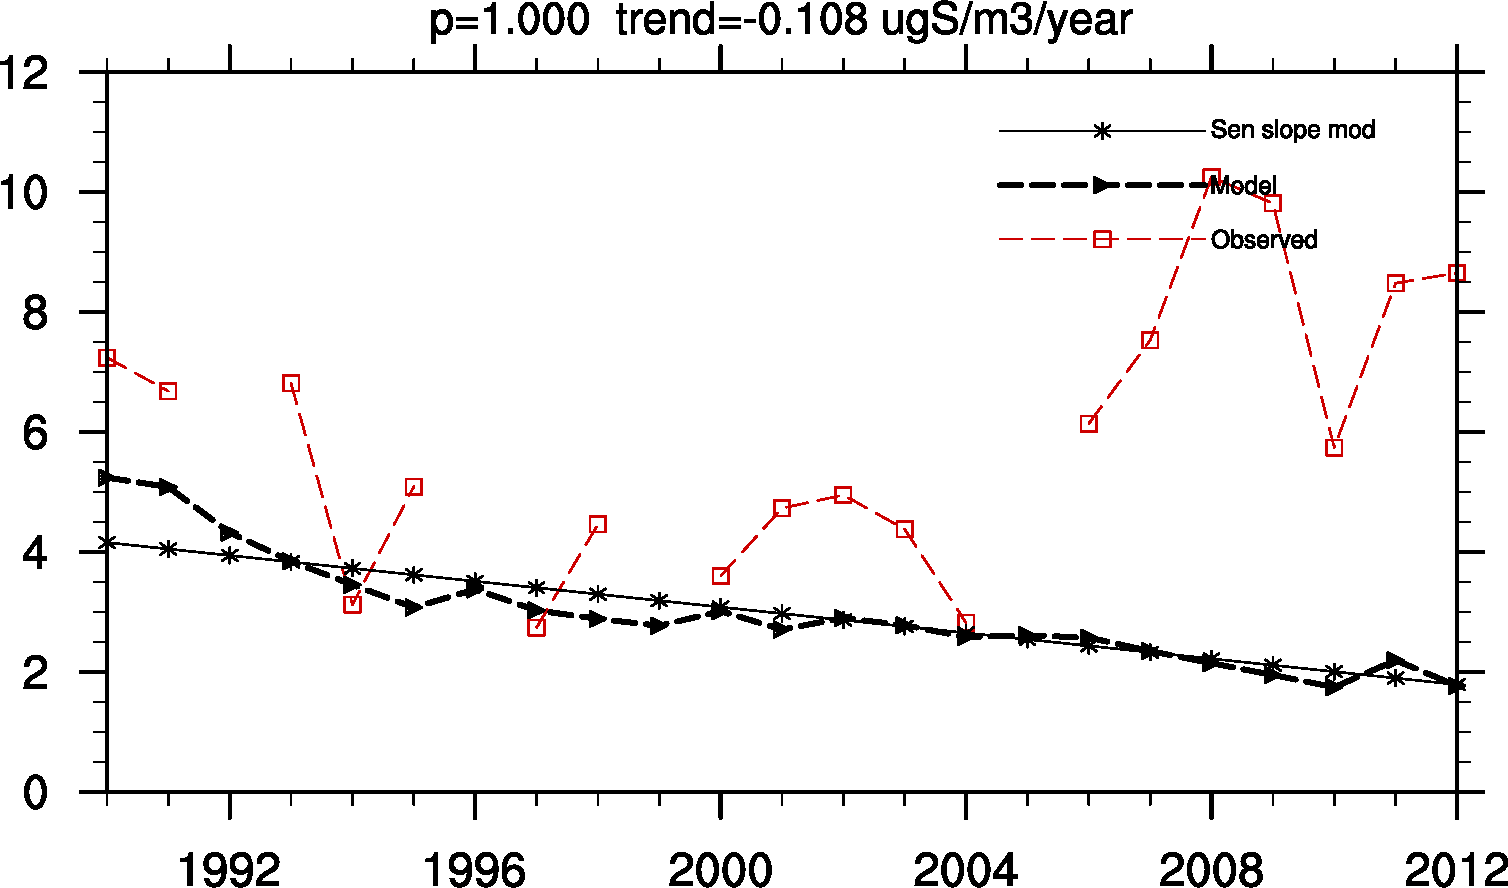 p=1.000  trend=-0.108 ugS/m3/year
12
10
8
6
4
2
0
Sen slope mod
Model
Observed
1992 1996 2000 2004 2008 2012